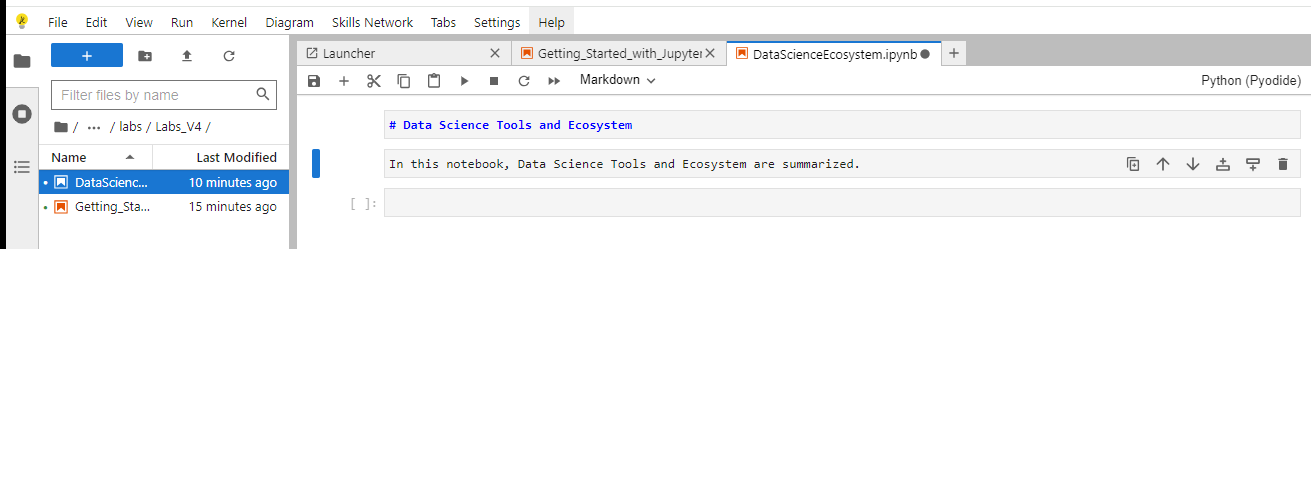 File Edit View Run Kernel Diagram Skills Network Tabs Settings Help
Launcher Getting_Started_with_Jupyter DataScienceEcosystem.ipynb
Markdown Python (Pyodide)
Filter files by name
/ ... / labs / Labs_V4 /
Name Last Modified
DataScienc... 10 minutes ago
Getting_Sta... 15 minutes ago
# Data Science Tools and Ecosystem
In this notebook, Data Science Tools and Ecosystem are summarized.
[ ]: